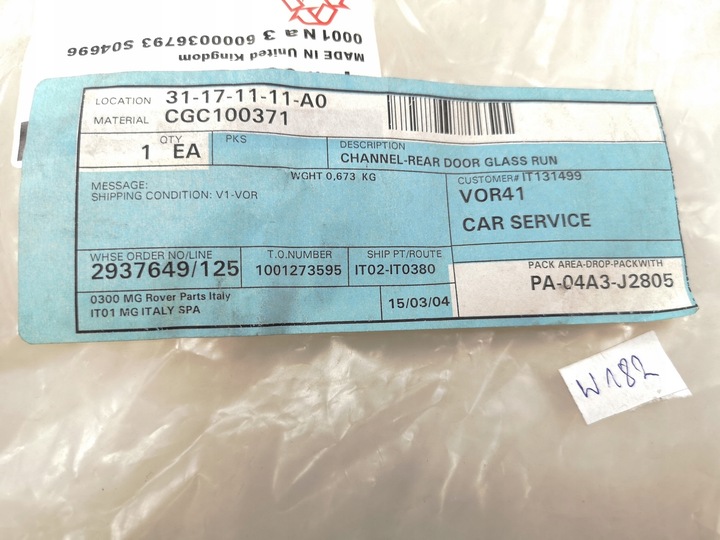 0001 N a 3 6000036793 S04696
MADE IN United Kingdom
LOCATION 31-17-11-11-A0
MATERIAL CGC100371
QTY
1 EA
PKS
DESCRIPTION
CHANNEL-REAR DOOR GLASS RUN
WGHT 0,673 KG
MESSAGE:
SHIPPING CONDITION: V1-VOR
CUSTOMER# IT131499
VOR41
CAR SERVICE
WHSE ORDER NO/LINE
2937649/125
T.O.NUMBER
1001273595
SHIP PT/ROUTE
IT02-IT0380
PACK AREA-DROP-PACKWITH
PA-04A3-J2805
0300 MG Rover Parts Italy
IT01 MG ITALY SPA
15/03/04
W182